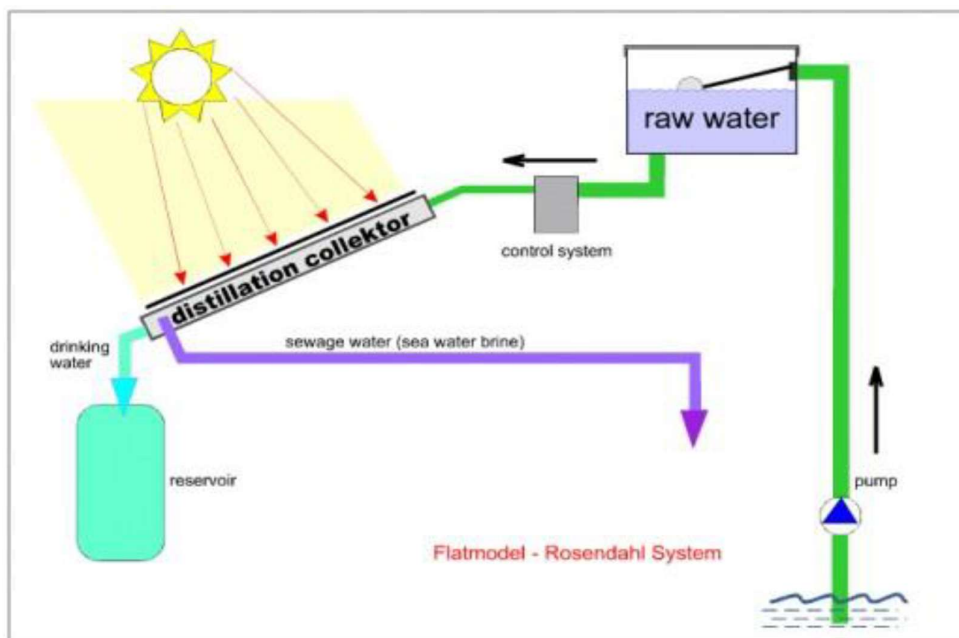 raw water
control system
distillation collektor
drinking
water
sewage water (sea water brine)
reservoir
pump
Flatmodel - Rosendahl System